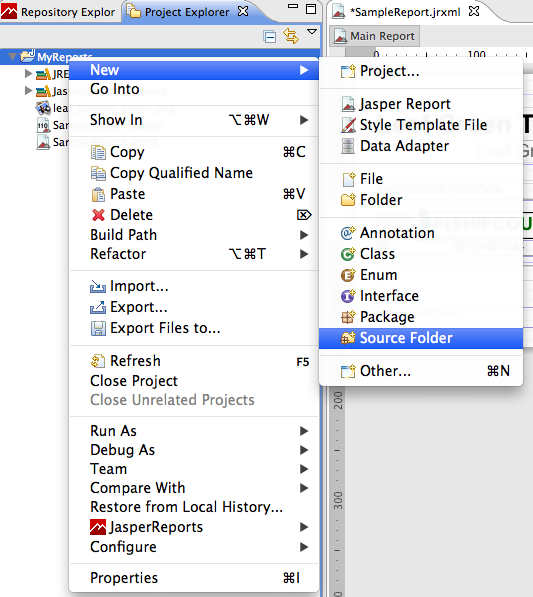 Repository Explor
Project Explorer
*SampleReport.jrxml
Main Report
0
100
MyReports
JRE
Jas
lea
Sa
Sa
New
Go Into
Show In ⌥⌘W
Copy ⌘C
Copy Qualified Name
Paste ⌘V
Delete ⌦
Build Path
Refactor ⌥⌘T
Import...
Export...
Export Files to...
Refresh F5
Close Project
Close Unrelated Projects
Run As
Debug As
Team
Compare With
Restore from Local History...
JasperReports
Configure
Properties ⌘I
Project...
Jasper Report
Style Template File
Data Adapter
File
Folder
Annotation
Class
Enum
Interface
Package
Source Folder
Other... ⌘N
T
Gr
$F{SHIPCOU
200
300